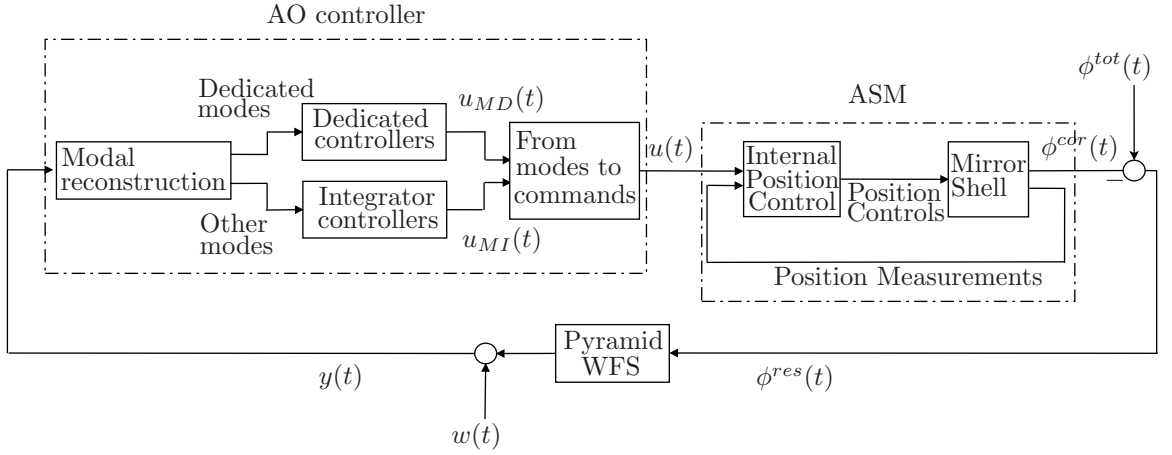 AO controller
Dedicated
modes
Modal
reconstruction
Other
modes
Dedicated
controllers
Integrator
controllers
u_{MD}(t)
u_{MI}(t)
From
modes to
commands
u(t)
ASM
Internal
Position
Control
Position
Controls
Mirror
Shell
Position Measurements
ϕ^{cor}(t)
ϕ^{tot}(t)
−
Pyramid
WFS
ϕ^{res}(t)
y(t)
w(t)